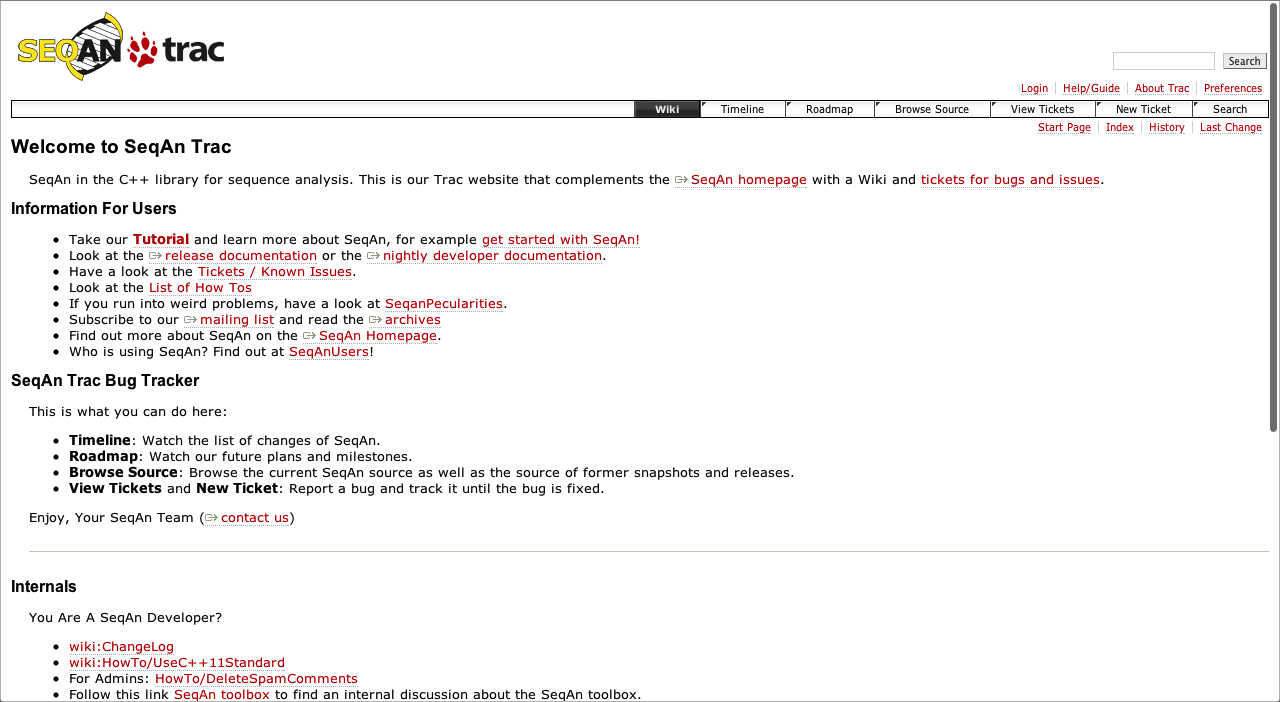 SEQAN trac
Search
Login Help/Guide About Trac Preferences
Wiki Timeline Roadmap Browse Source View Tickets New Ticket Search
Start Page Index History Last Change
Welcome to SeqAn Trac
SeqAn in the C++ library for sequence analysis. This is our Trac website that complements the SeqAn homepage with a Wiki and tickets for bugs and issues.
Information For Users
Take our Tutorial and learn more about SeqAn, for example get started with SeqAn!
Look at the release documentation or the nightly developer documentation.
Have a look at the Tickets / Known Issues.
Look at the List of How Tos
If you run into weird problems, have a look at SeqanPecularities.
Subscribe to our mailing list and read the archives
Find out more about SeqAn on the SeqAn Homepage.
Who is using SeqAn? Find out at SeqAnUsers!
SeqAn Trac Bug Tracker
This is what you can do here:
Timeline: Watch the list of changes of SeqAn.
Roadmap: Watch our future plans and milestones.
Browse Source: Browse the current SeqAn source as well as the source of former snapshots and releases.
View Tickets and New Ticket: Report a bug and track it until the bug is fixed.
Enjoy, Your SeqAn Team (contact us)
Internals
You Are A SeqAn Developer?
wiki:ChangeLog
wiki:HowTo/UseC++11Standard
For Admins: HowTo/DeleteSpamComments
Follow this link SeqAn toolbox to find an internal discussion about the SeqAn toolbox.